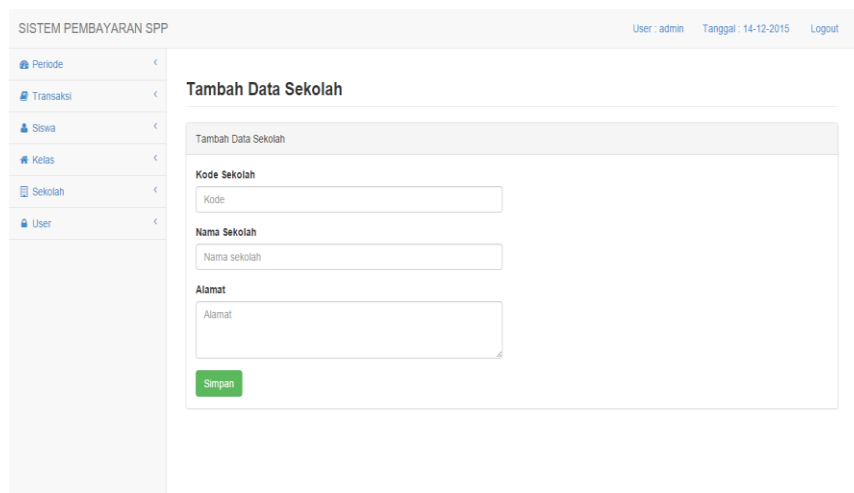 SISTEM PEMBAYARAN SPP
User : admin Tanggal : 14-12-2015 Logout
Periode
Transaksi
Siswa
Kelas
Sekolah
User
Tambah Data Sekolah
Tambah Data Sekolah
Kode Sekolah
Kode
Nama Sekolah
Nama sekolah
Alamat
Alamat
Simpan